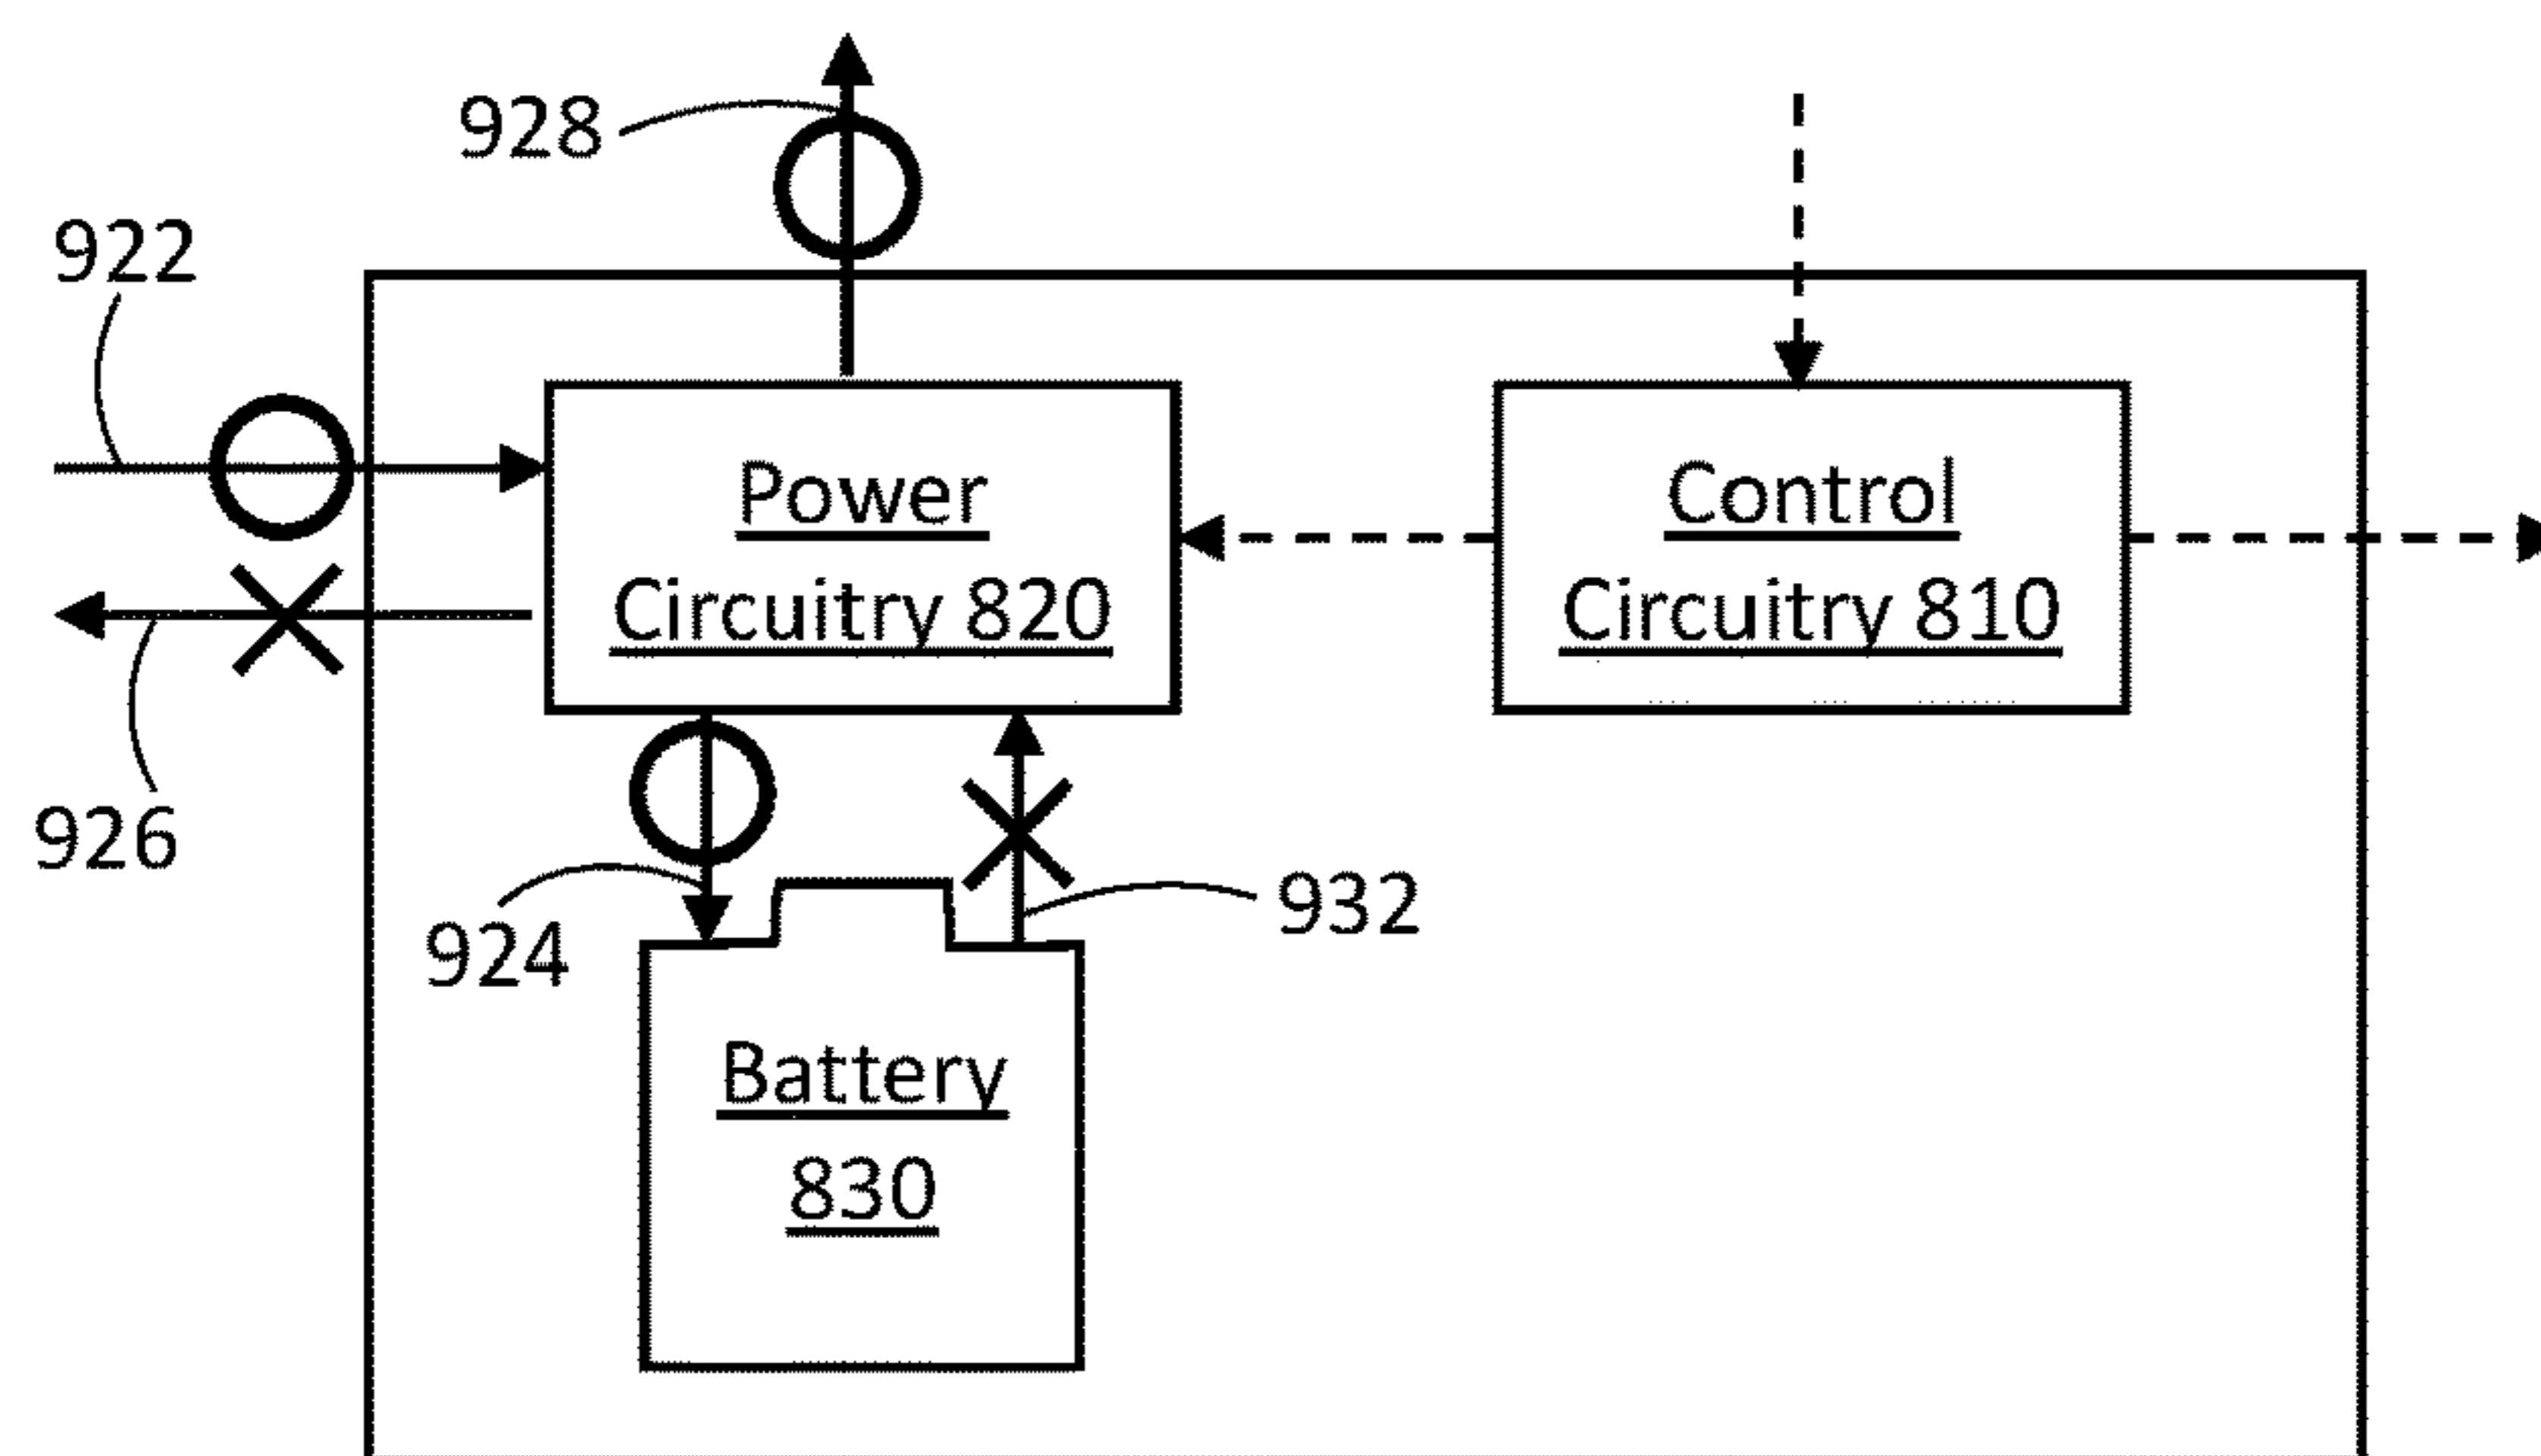 928
922
Power
Circuitry 820
Control
Circuitry 810
926
924
932
Battery
830